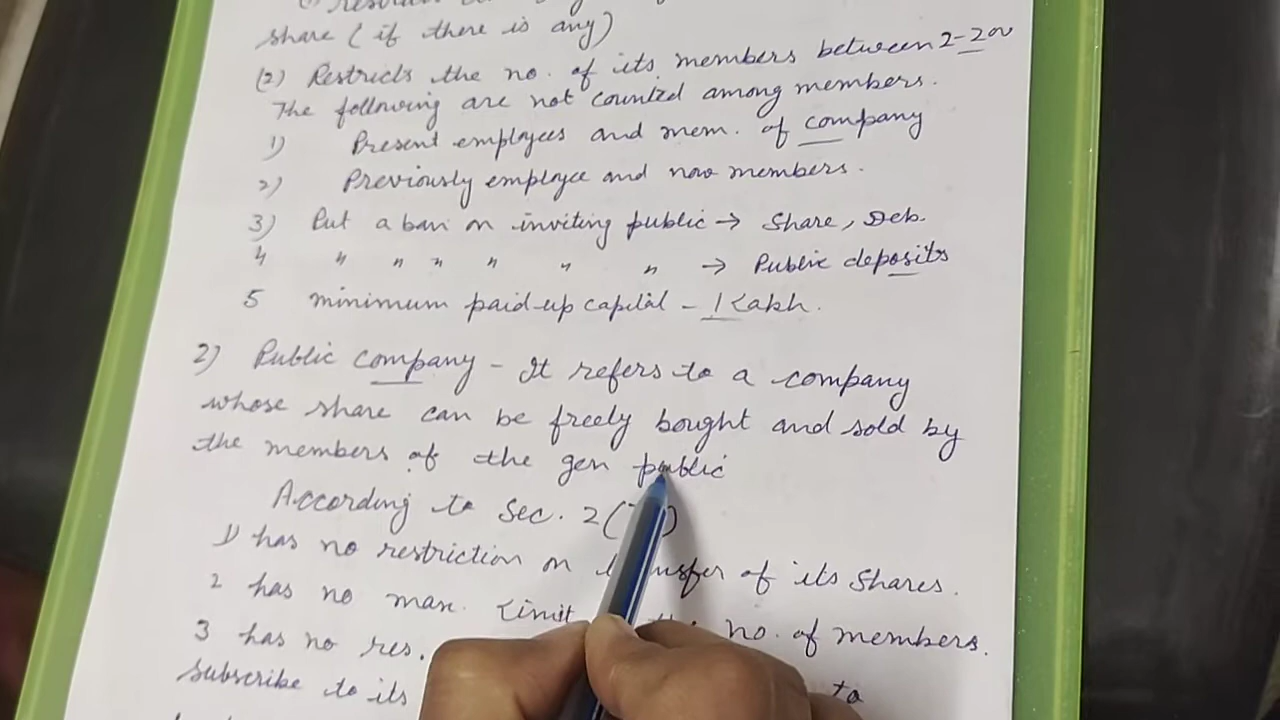 share (if there is any)
(2) Restricts the no. of its members between 2-200
The following are not counted among members.
1) Present employees and mem. of company
2) Previously employee and now members.
3) Put a ban on inviting public → Share, Deb.
4 " " " " " " → Public deposits
5 minimum paid-up capital - 1 Lakh.
2) Public company - It refers to a company
whose share can be freely bought and sold by
the members of the gen public
According to Sec. 2(
1) has no restriction on transfer of its Shares.
2 has no max. Limit the no. of members.
3 has no res.
subscribe to its to